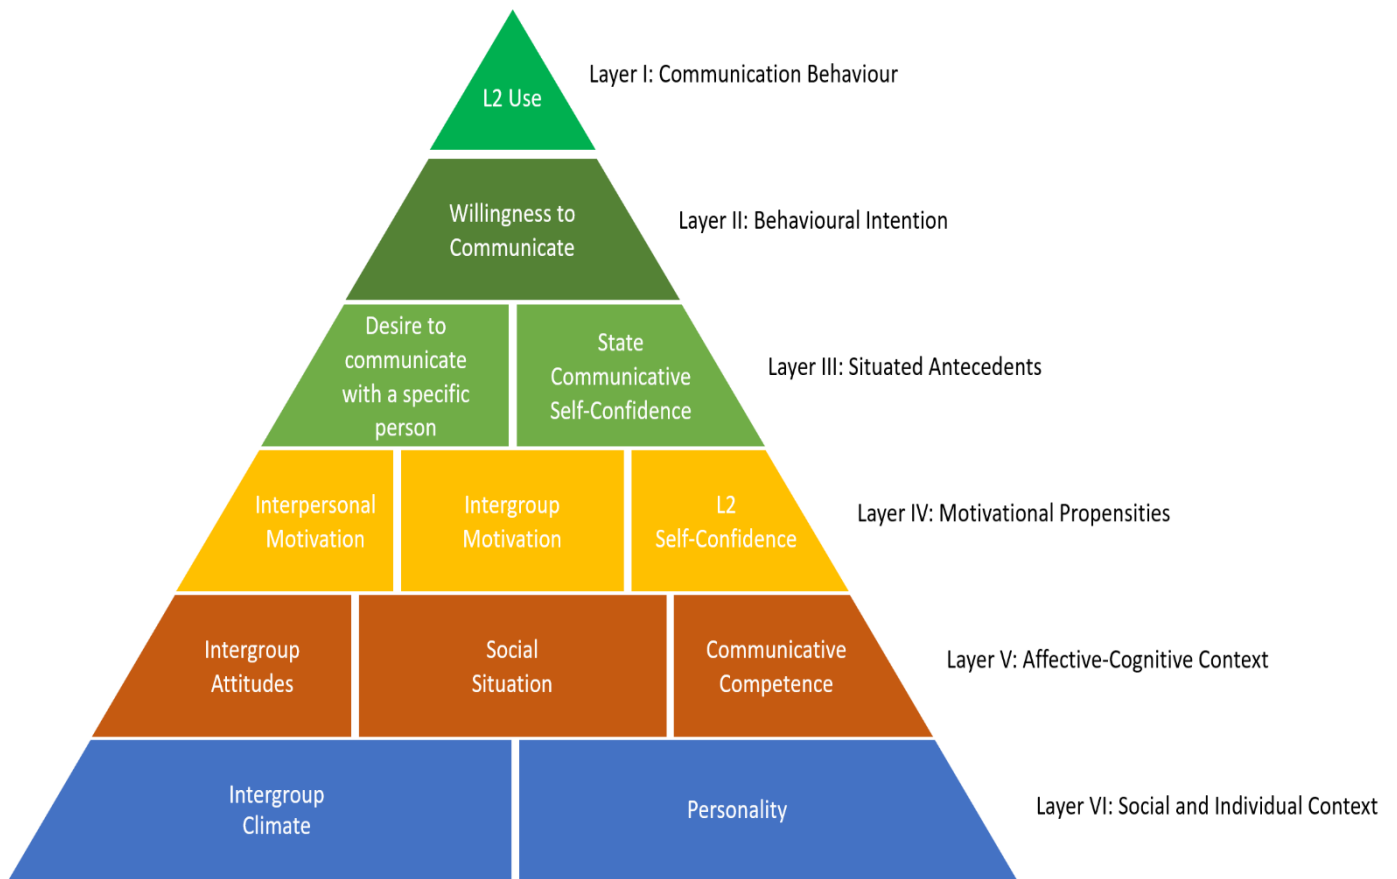 L2 Use
Layer I: Communication Behaviour
Willingness to
Communicate
Layer II: Behavioural Intention
Desire to
communicate
with a specific
person
State
Communicative
Self-Confidence
Layer III: Situated Antecedents
Interpersonal
Motivation
Intergroup
Motivation
L2
Self-Confidence
Layer IV: Motivational Propensities
Intergroup
Attitudes
Social
Situation
Communicative
Competence
Layer V: Affective-Cognitive Context
Intergroup
Climate
Personality
Layer VI: Social and Individual Context